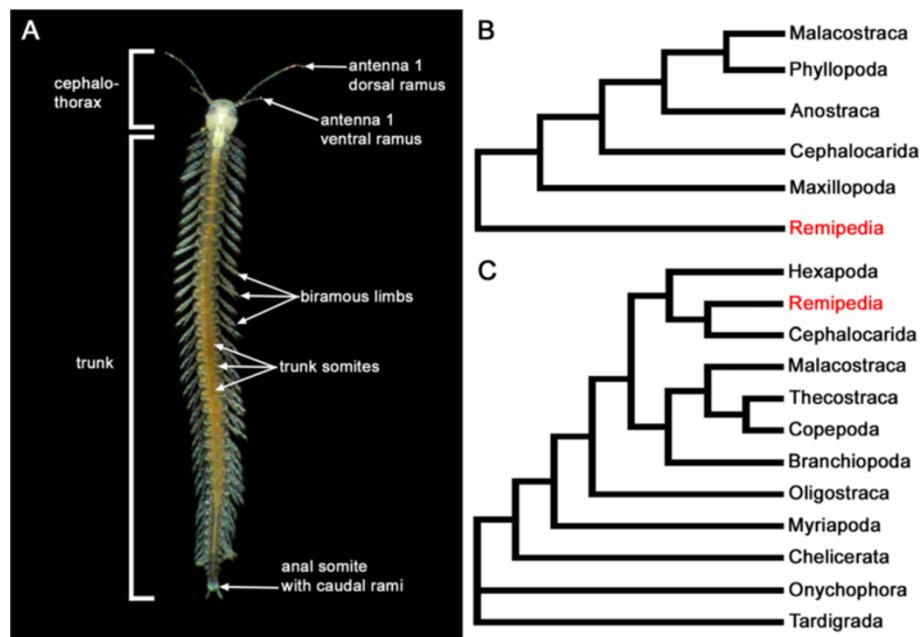 A
cephalo-
thorax
antenna 1
dorsal ramus
antenna 1
ventral ramus
biramous limbs
trunk
trunk somites
anal somite
with caudal rami
B
Malacostraca
Phyllopoda
Anostraca
Cephalocarida
Maxillopoda
Remipedia
C
Hexapoda
Remipedia
Cephalocarida
Malacostraca
Thecostraca
Copepoda
Branchiopoda
Oligostraca
Myriapoda
Chelicerata
Onychophora
Tardigrada